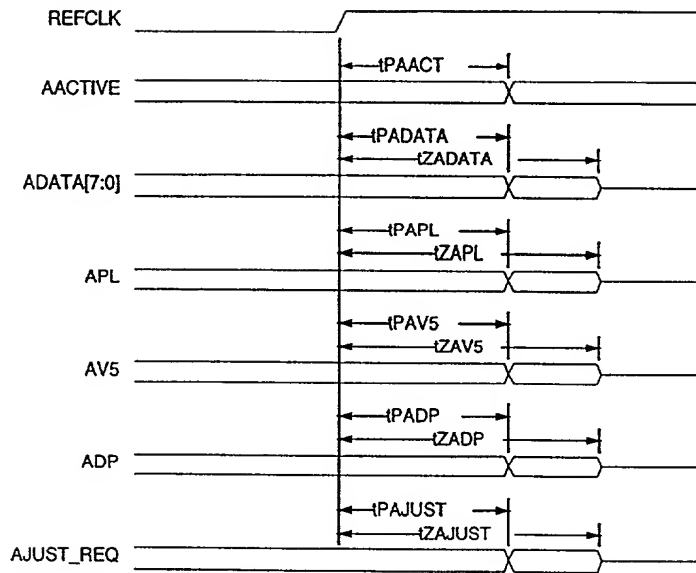 REFCLK
tPAACT
AACTIVE
tPADATA
tZADATA
ADATA[7:0]
tPAPL
tZAPL
APL
tPAV5
tZAV5
AV5
tPADP
tZADP
ADP
tPAJUST
tZAJUST
AJUST_REQ